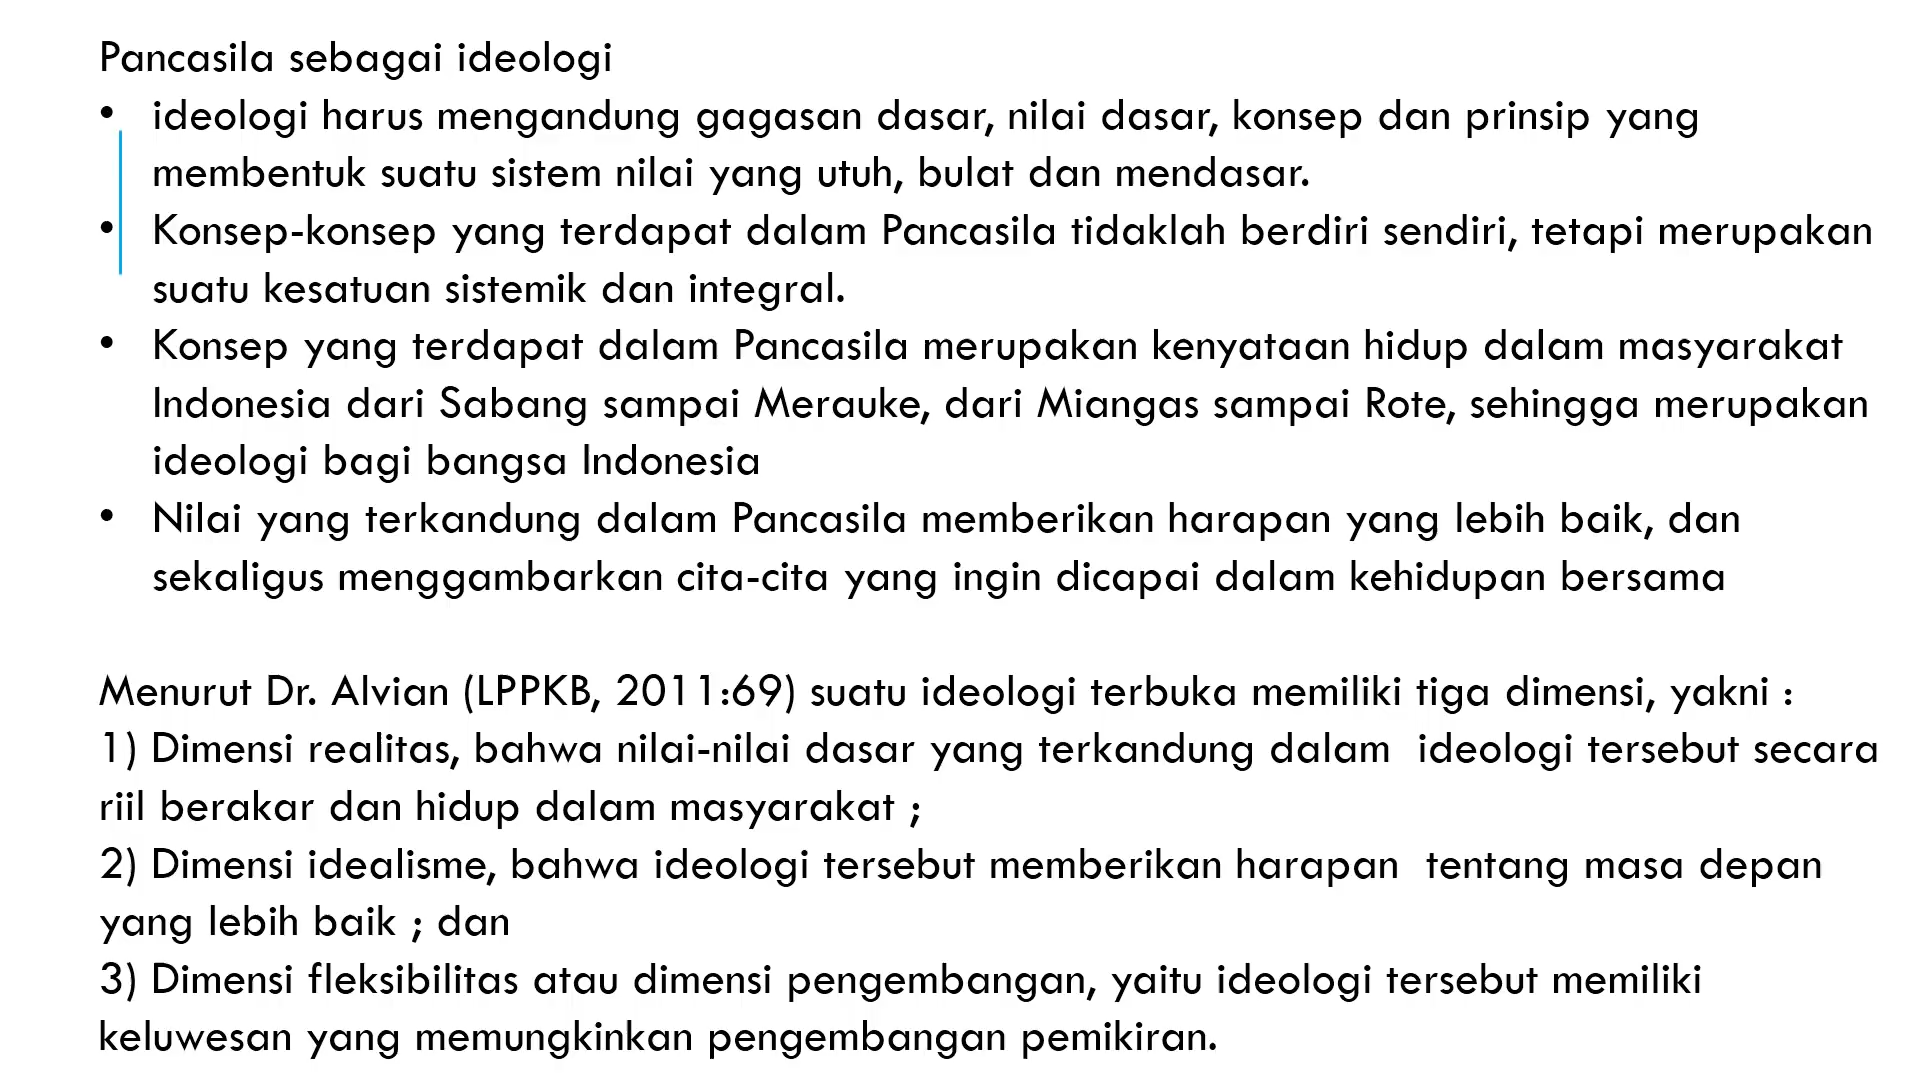 Pancasila sebagai ideologi
• ideologi harus mengandung gagasan dasar, nilai dasar, konsep dan prinsip yang
membentuk suatu sistem nilai yang utuh, bulat dan mendasar.
• Konsep-konsep yang terdapat dalam Pancasila tidaklah berdiri sendiri, tetapi merupakan
suatu kesatuan sistemik dan integral.
• Konsep yang terdapat dalam Pancasila merupakan kenyataan hidup dalam masyarakat
Indonesia dari Sabang sampai Merauke, dari Miangas sampai Rote, sehingga merupakan
ideologi bagi bangsa Indonesia
• Nilai yang terkandung dalam Pancasila memberikan harapan yang lebih baik, dan
sekaligus menggambarkan cita-cita yang ingin dicapai dalam kehidupan bersama
Menurut Dr. Alvian (LPPKB, 2011:69) suatu ideologi terbuka memiliki tiga dimensi, yakni :
1) Dimensi realitas, bahwa nilai-nilai dasar yang terkandung dalam  ideologi tersebut secara
riil berakar dan hidup dalam masyarakat ;
2) Dimensi idealisme, bahwa ideologi tersebut memberikan harapan  tentang masa depan
yang lebih baik ; dan
3) Dimensi fleksibilitas atau dimensi pengembangan, yaitu ideologi tersebut memiliki
keluwesan yang memungkinkan pengembangan pemikiran.